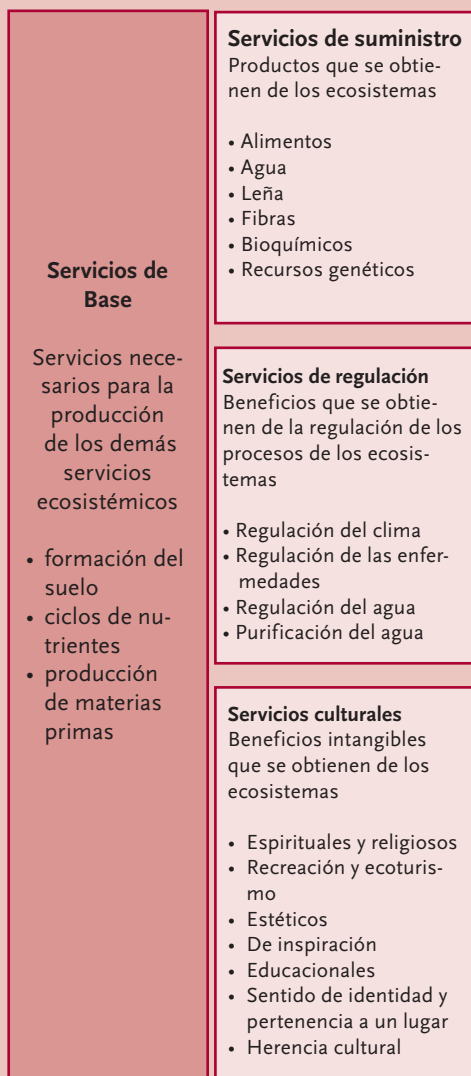 Servicios de
Base
Servicios nece-
sarios para la
producción
de los demás
servicios
ecosistémicos
• formación del
suelo
• ciclos de nu-
trientes
• producción
de materias
primas
Servicios de suministro
Productos que se obtie-
nen de los ecosistemas
• Alimentos
• Agua
• Leña
• Fibras
• Bioquímicos
• Recursos genéticos
Servicios de regulación
Beneficios que se obtie-
nen de la regulación de los
procesos de los ecosis-
temas
• Regulación del clima
• Regulación de las enfer-
medades
• Regulación del agua
• Purificación del agua
Servicios culturales
Beneficios intangibles
que se obtienen de los
ecosistemas
• Espirituales y religiosos
• Recreación y ecoturis-
mo
• Estéticos
• De inspiración
• Educacionales
• Sentido de identidad y
pertenencia a un lugar
• Herencia cultural